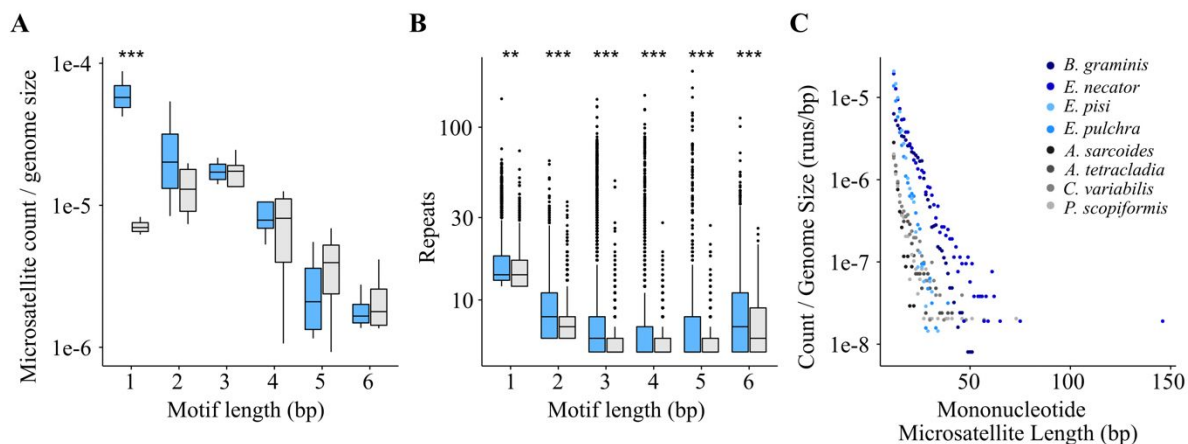 A
Microsatellite count / genome size
1e-4
1e-5
1e-6
***
1 2 3 4 5 6
Motif length (bp)
B
Repeats
100
30
10
** *** *** *** *** ***
1 2 3 4 5 6
Motif length (bp)
C
Count / Genome Size (runs/bp)
1e-5
1e-6
1e-7
1e-8
B. graminis
E. necator
E. pisi
E. pulchra
A. sarcoides
A. tetracladia
C. variabilis
P. scopiformis
50 100 150
Mononucleotide
Microsatellite Length (bp)